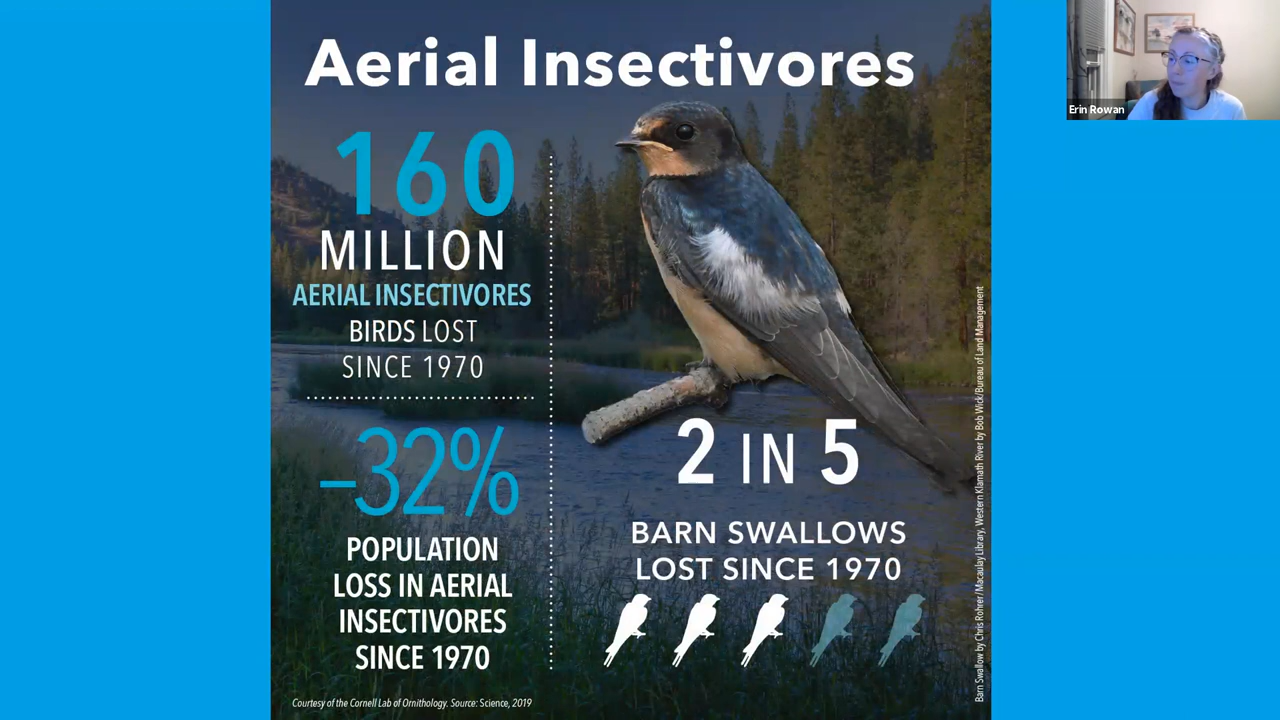 Aerial Insectivores
160
MILLION
AERIAL INSECTIVORES
BIRDS LOST
SINCE 1970
–32%
POPULATION
LOSS IN AERIAL
INSECTIVORES
SINCE 1970
2 IN 5
BARN SWALLOWS
LOST SINCE 1970
Courtesy of the Cornell Lab of Ornithology. Source: Science, 2019
Barn Swallow by Chris Rohrer/Macaulay Library, Western Klamath River by Bob Wick/Bureau of Land Management
Erin Rowan